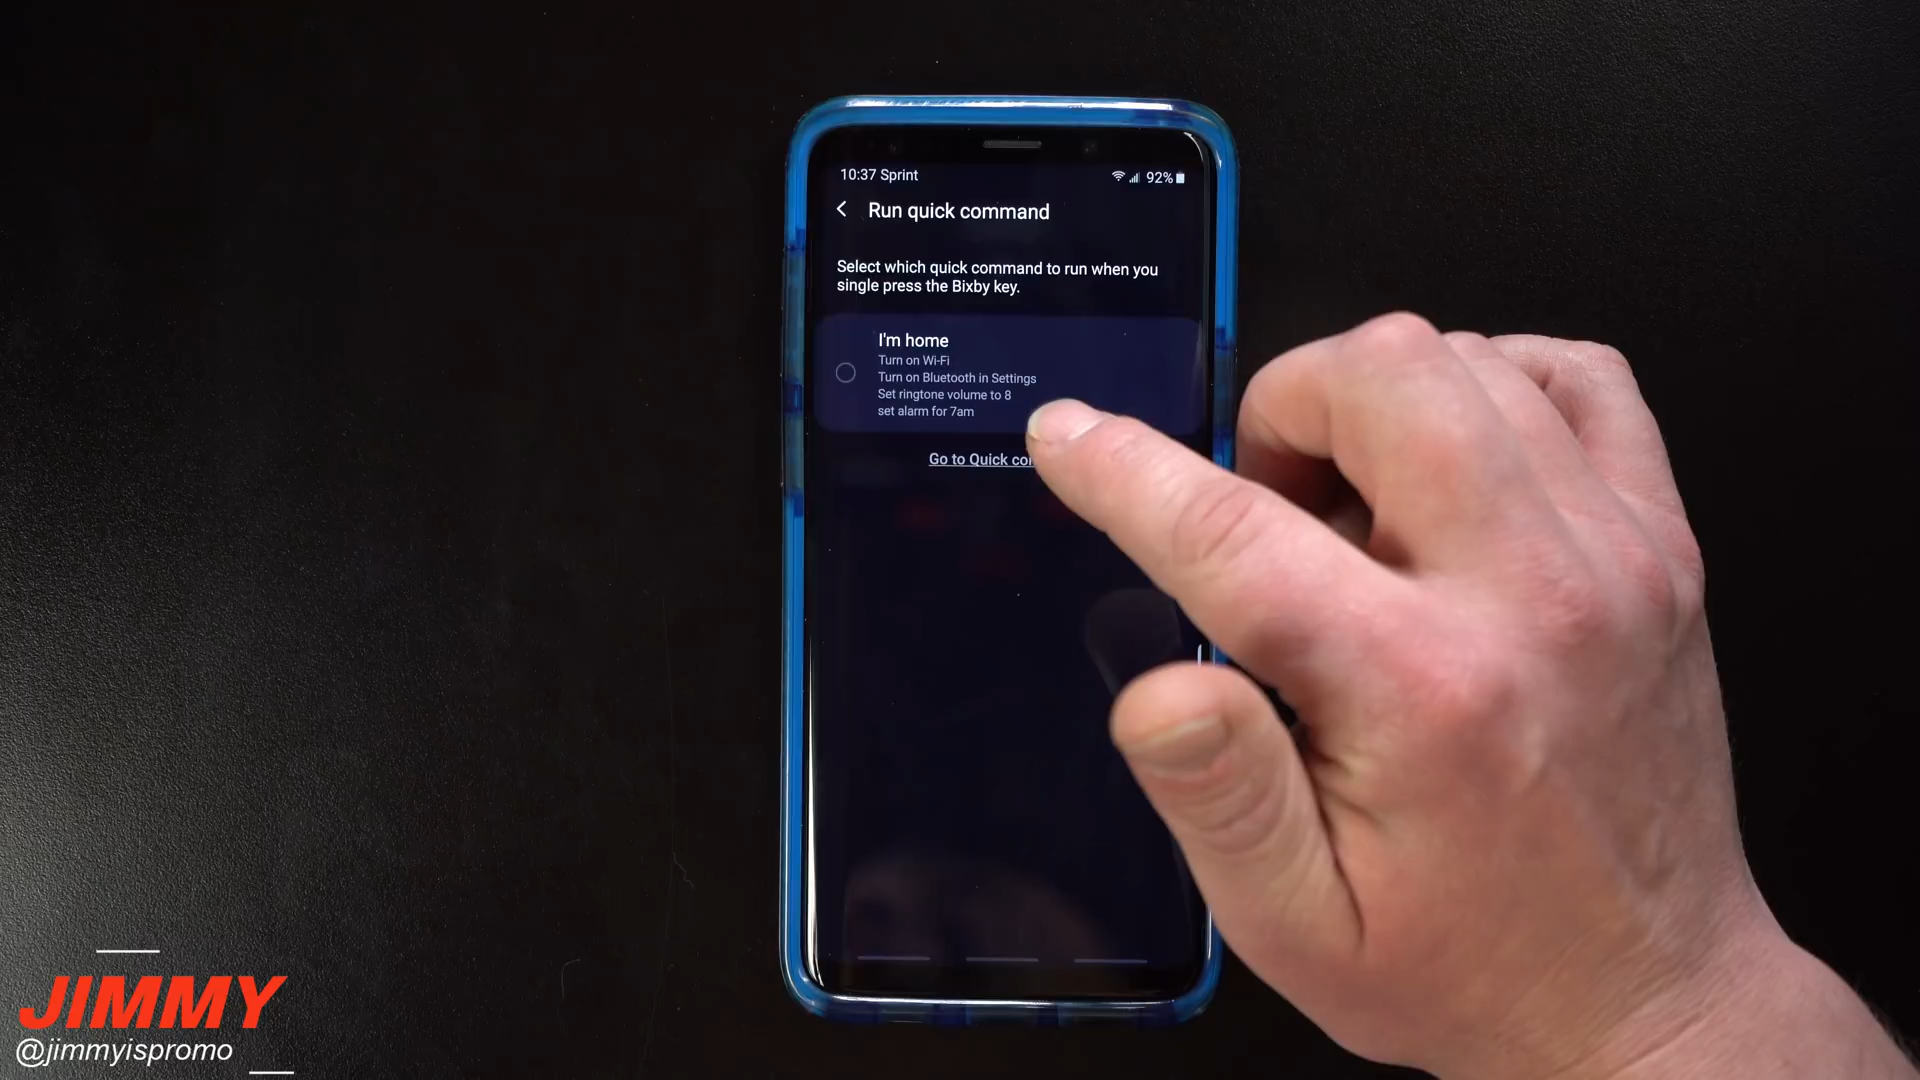 10:37 Sprint
92%
Run quick command
Select which quick command to run when you
single press the Bixby key.
I'm home
Turn on Wi-Fi
Turn on Bluetooth in Settings
Set ringtone volume to 8
set alarm for 7am
Go to Quick
JIMMY
@jimmyispromo